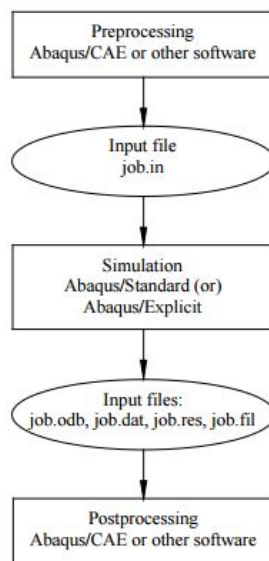 Preprocessing
Abaqus/CAE or other software
Input file
job.in
Simulation
Abaqus/Standard (or)
Abaqus/Explicit
Input files:
job.odb, job.dat, job.res, job.fil
Postprocessing
Abaqus/CAE or other software